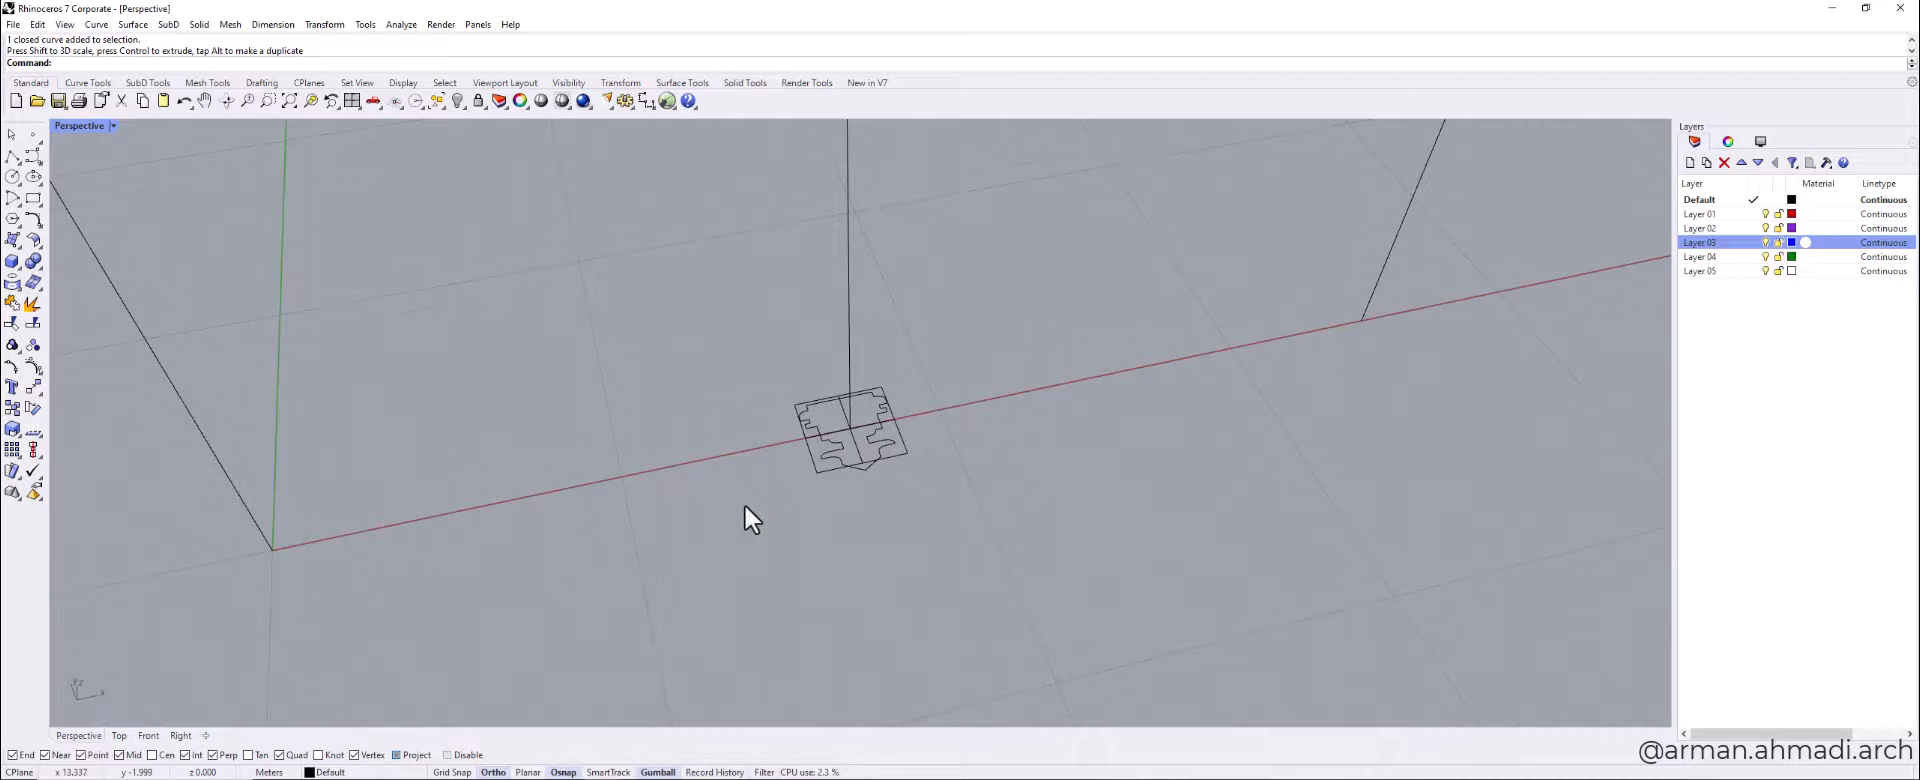 Rhinoceros 7 Corporate - [Perspective]
File Edit View Curve Surface SubD Solid Mesh Dimension Transform Tools Analyze Render Panels Help
1 closed curve added to selection.
Press Shift to 3D scale, press Control to extrude, tap Alt to make a duplicate
Command:
Standard Curve Tools SubD Tools Mesh Tools Drafting CPlanes Set View Display Select Viewport Layout Visibility Transform Surface Tools Solid Tools Render Tools New in V7
Perspective
Layers
Layer Material Linetype
Default Continuous
Layer 01 Continuous
Layer 02 Continuous
Layer 03 Continuous
Layer 04 Continuous
Layer 05 Continuous
y z x
Perspective Top Front Right
End Near Point Mid Cen Int Perp Tan Quad Knot Vertex Project Disable
@arman.ahmadi.arch
CPlane x 13.337 y -1.999 z 0.000 Meters Default Grid Snap Ortho Planar Osnap SmartTrack Gumball Record History Filter CPU use: 2.3 %